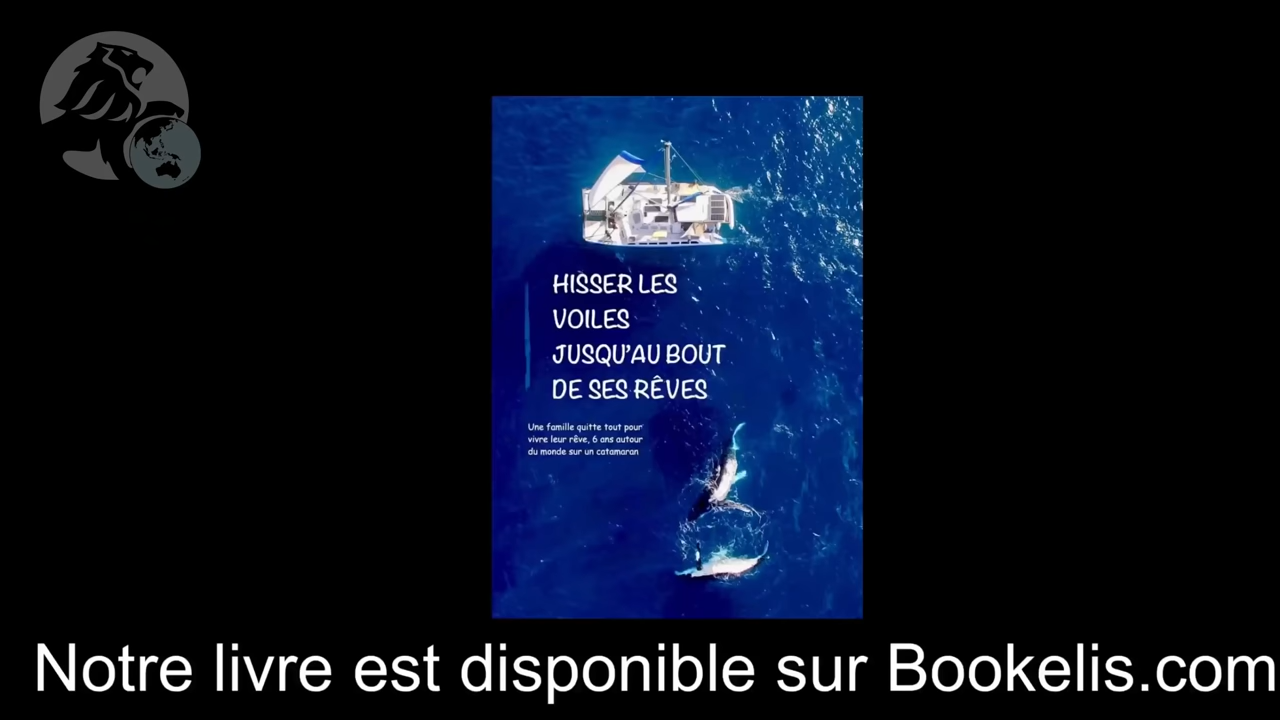 HISSER LES
VOILES
JUSQU'AU BOUT
DE SES RÊVES
Une famille quitte tout pour
vivre leur rêve, 6 ans autour
du monde sur un catamaran
Notre livre est disponible sur Bookelis.com